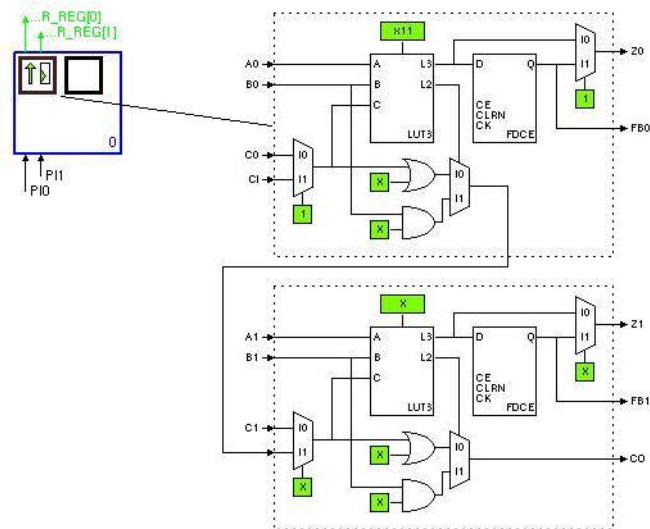 ...R_REG[0]
...R_REG[1]
0
PI1
PI0
x11
A0
B0
C0
CI
A
B
C
L3
L2
LUT3
D
Q
CE
CLRN
CK
FDCE
I0
I1
1
Z0
FB0
I0
I1
1
X
X
I0
I1
X
A1
B1
C1
A
B
C
L3
L2
LUT3
D
Q
CE
CLRN
CK
FDCE
I0
I1
X
Z1
FB1
I0
I1
X
X
X
I0
I1
CO